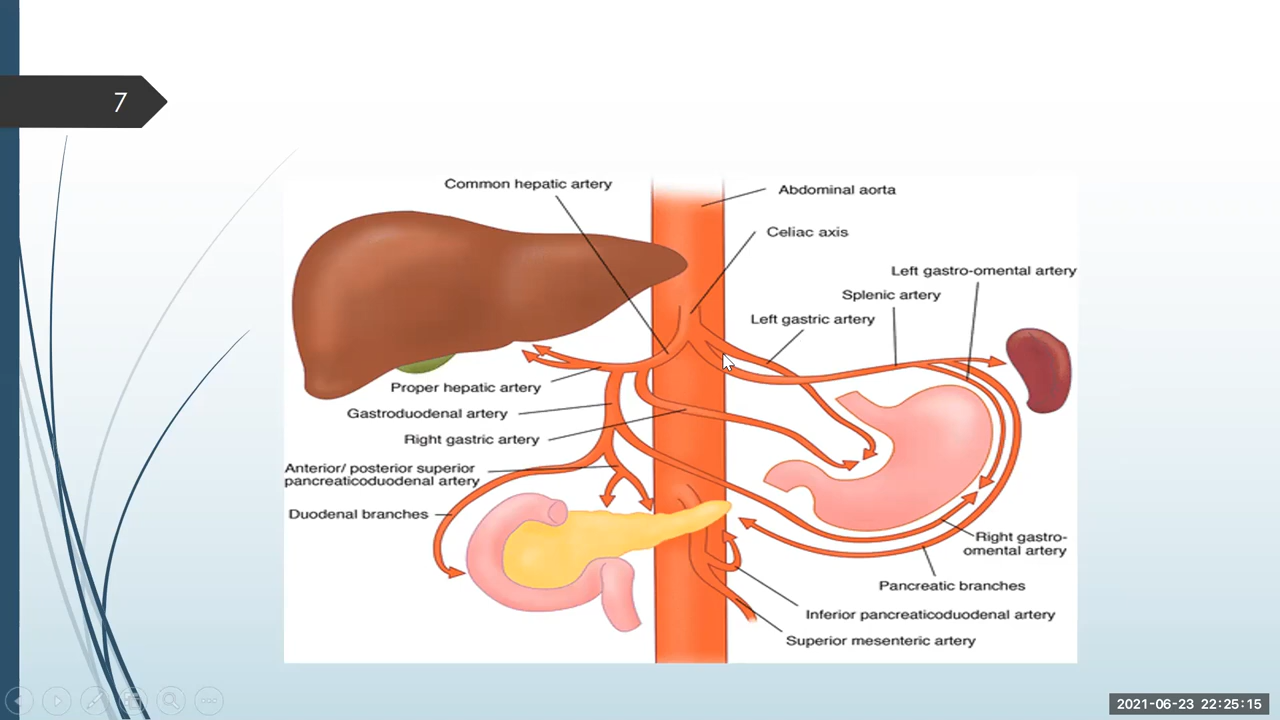 7
Common hepatic artery
Abdominal aorta
Celiac axis
Left gastro-omental artery
Splenic artery
Left gastric artery
Proper hepatic artery
Gastroduodenal artery
Right gastric artery
Anterior/ posterior superior
pancreaticoduodenal artery
Duodenal branches
Right gastro-
omental artery
Pancreatic branches
Inferior pancreaticoduodenal artery
Superior mesenteric artery
2021-06-23 22:25:15